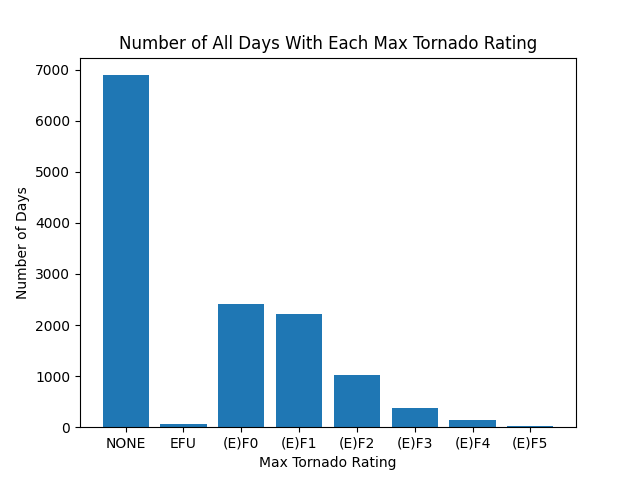 Number of All Days With Each Max Tornado Rating
7000
6000
5000
4000
3000
2000
1000
0
Number of Days
NONE EFU (E)F0 (E)F1 (E)F2 (E)F3 (E)F4 (E)F5
Max Tornado Rating